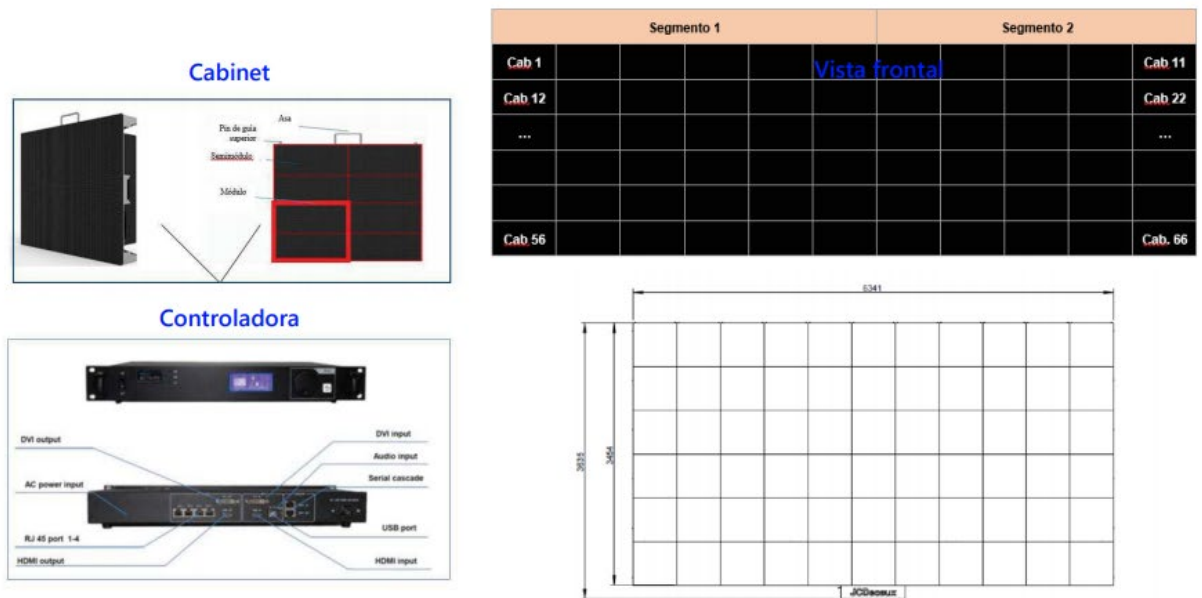 Cabinet
Asa
Pin de guía
superior
Semimódulo
Módulo
Controladora
DVI output
AC power input
RJ 45 port 1-4
HDMI output
DVI input
Audio input
Serial cascade
USB port
HDMI input
Segmento 1
Segmento 2
Cab 1
Vista frontal
Cab 11
Cab 12
Cab 22
...
...
Cab 56
Cab. 66
6341
3635
3454
JCDecaux